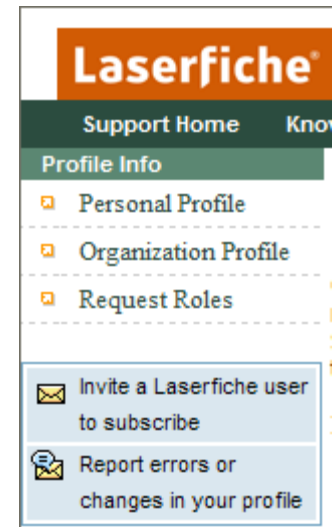 Laserfiche®
Support Home
Profile Info
Personal Profile
Organization Profile
Request Roles
Invite a Laserfiche user
to subscribe
Report errors or
changes in your profile